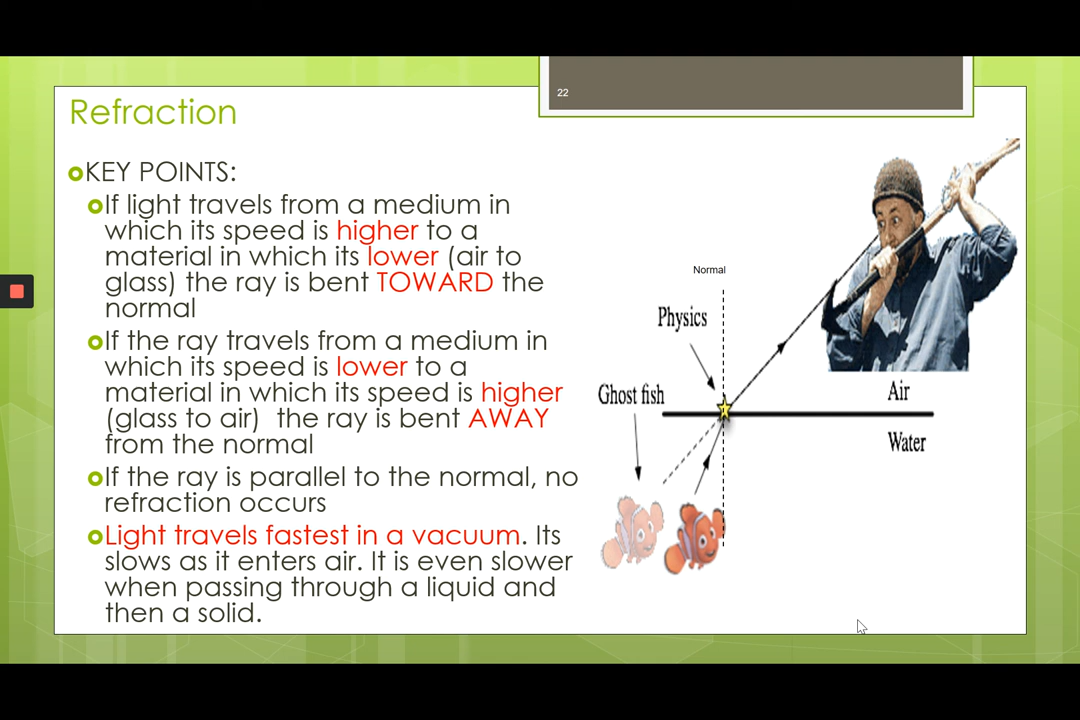 22
Refraction
KEY POINTS:
If light travels from a medium in
which its speed is higher to a
material in which its lower (air to
glass) the ray is bent TOWARD the
normal
If the ray travels from a medium in
which its speed is lower to a
material in which its speed is higher
(glass to air) the ray is bent AWAY
from the normal
If the ray is parallel to the normal, no
refraction occurs
Light travels fastest in a vacuum. Its
slows as it enters air. It is even slower
when passing through a liquid and
then a solid.
Normal
Physics
Ghost fish
Air
Water